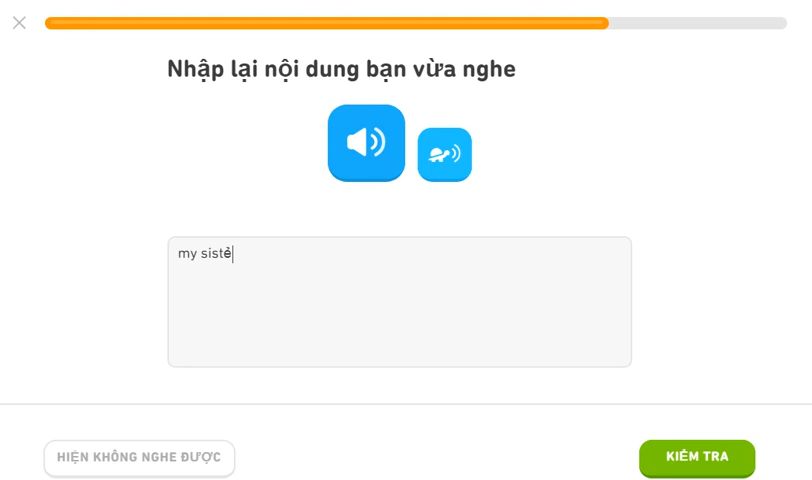 Nhập lại nội dung bạn vừa nghe
my sistẻ
HIỆN KHÔNG NGHE ĐƯỢC
KIỂM TRA